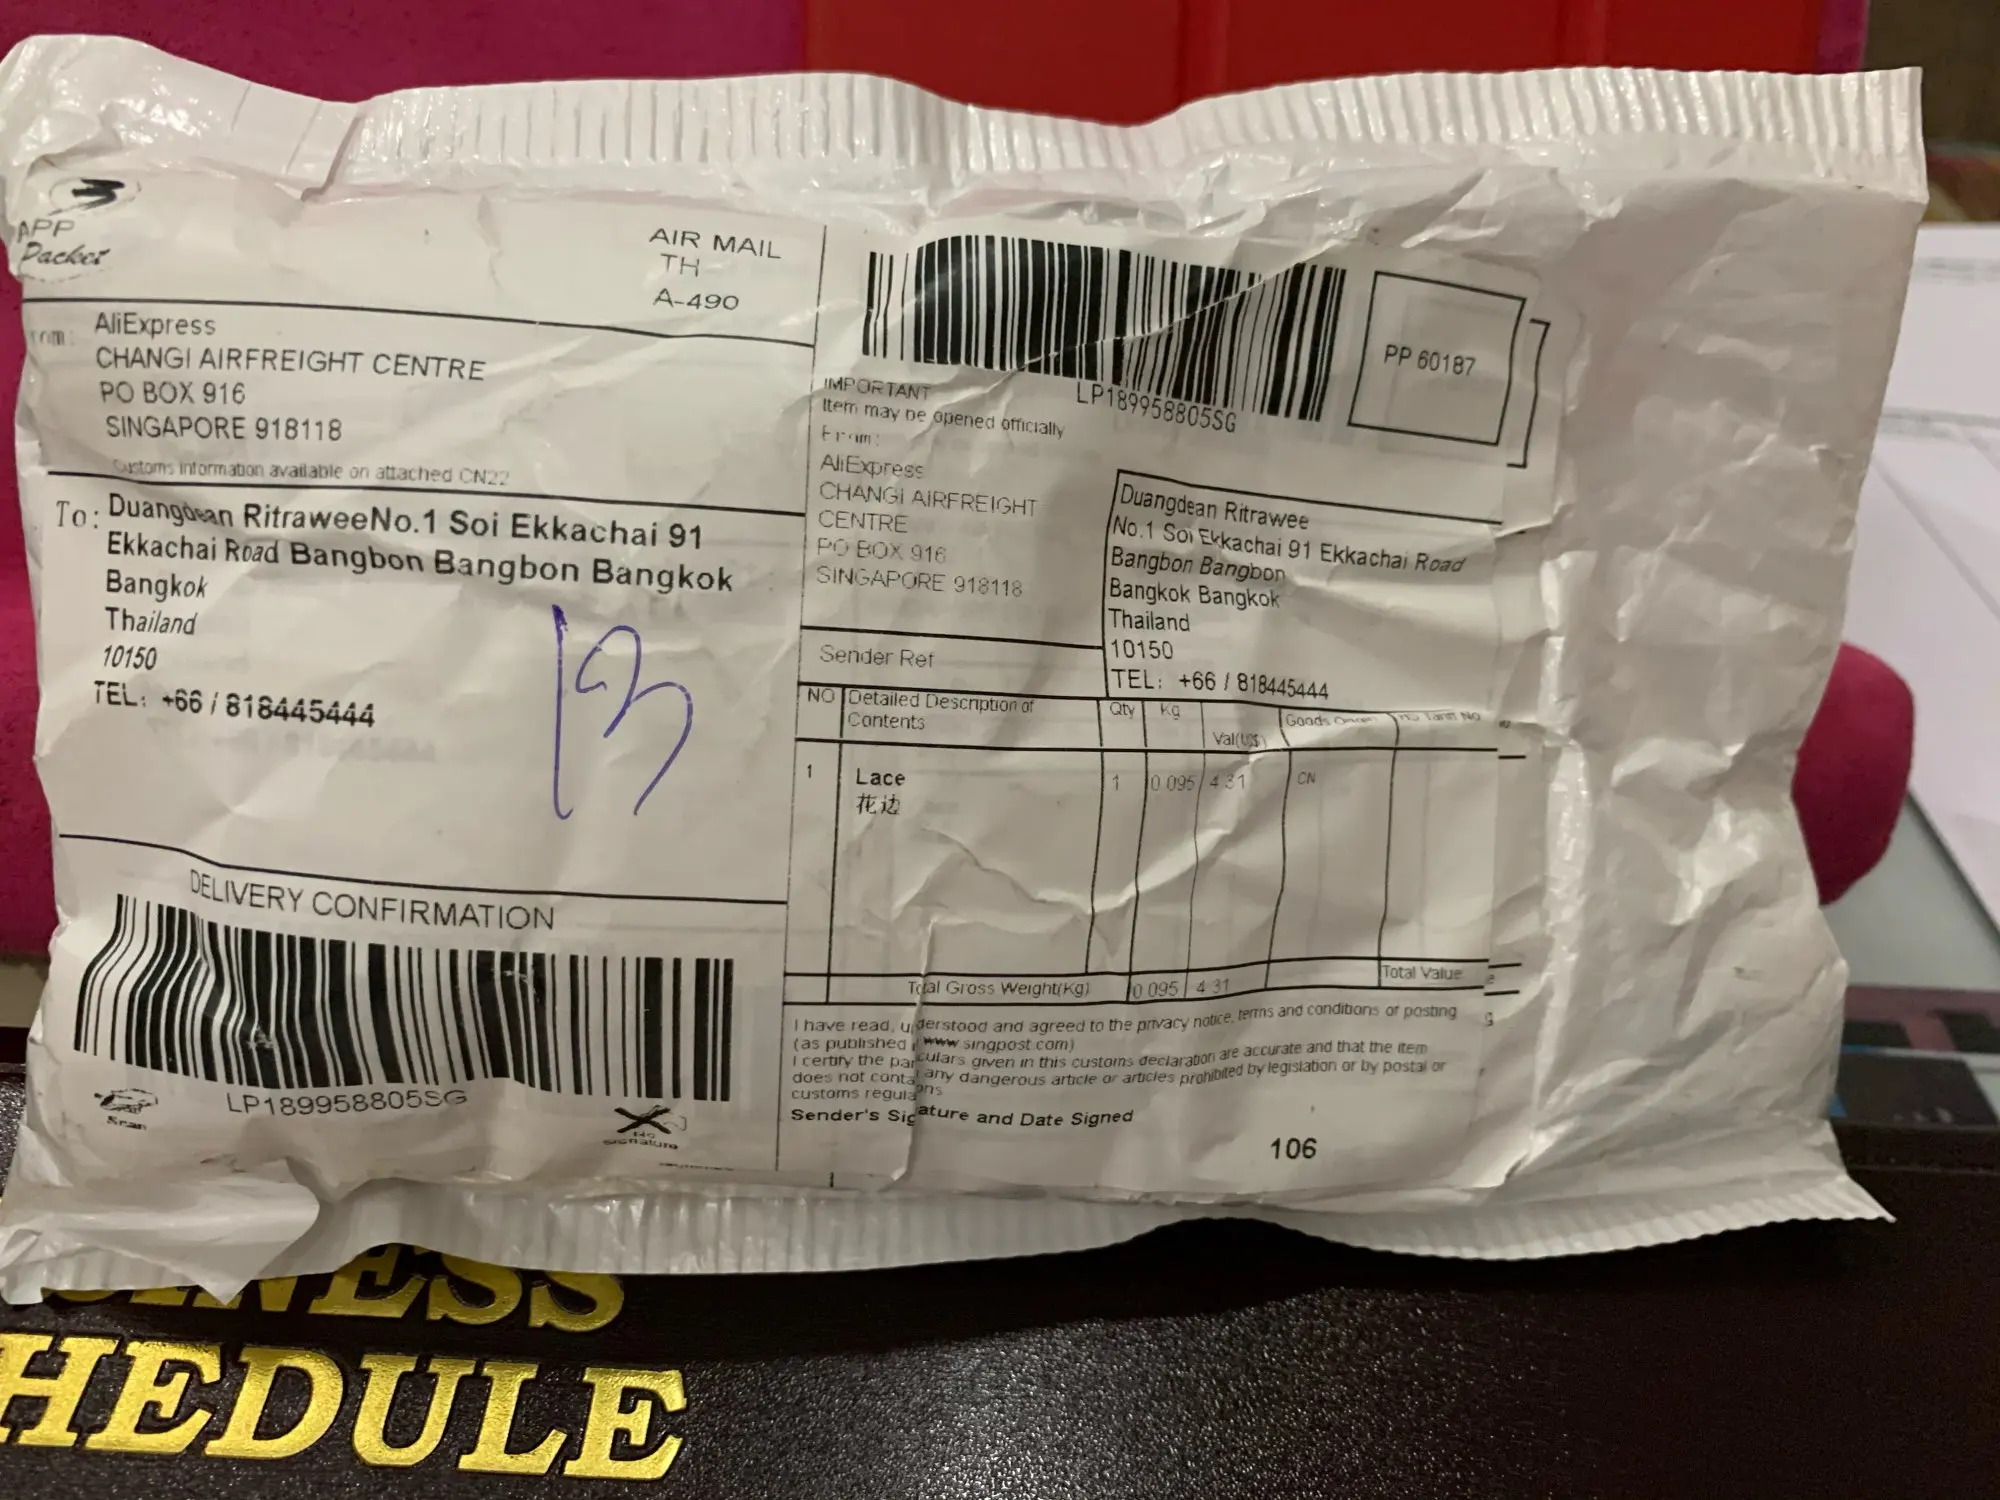 APP
Packet
AIR MAIL
TH
A-490
AliExpress
CHANGI AIRFREIGHT CENTRE
PO BOX 916
SINGAPORE 918118
Customs information available on attached CN22
To: Duangdean RitraweeNo.1 Soi Ekkachai 91
Ekkachai Road Bangbon Bangbon Bangkok
Bangkok
Thailand
10150
TEL: +66 / 818445444
13
DELIVERY CONFIRMATION
LP189958805SG
Scan
No
Signature
LP189958805SG
PP 60187
IMPORTANT
Item may be opened officially
From:
AliExpress
CHANGI AIRFREIGHT
CENTRE
PO BOX 916
SINGAPORE 918118
Sender Ref
Duangdean Ritrawee
No.1 Soi Ekkachai 91 Ekkachai Road
Bangbon Bangbon
Bangkok Bangkok
Thailand
10150
TEL: +66 / 818445444
NO Detailed Description of Contents Qty Kg Val(US$) Goods Origin Tariff No
1 Lace 1 0.095 4.31 CN
花边
Total Gross Weight(Kg) 0.095 4.31 Total Value
I have read, understood and agreed to the privacy notice, terms and conditions of posting
(as published www.singpost.com)
I certify the particulars given in this customs declaration are accurate and that the item
does not contain any dangerous article or articles prohibited by legislation or by postal or
customs regulations
Sender's Signature and Date Signed
106
INESS
HEDULE